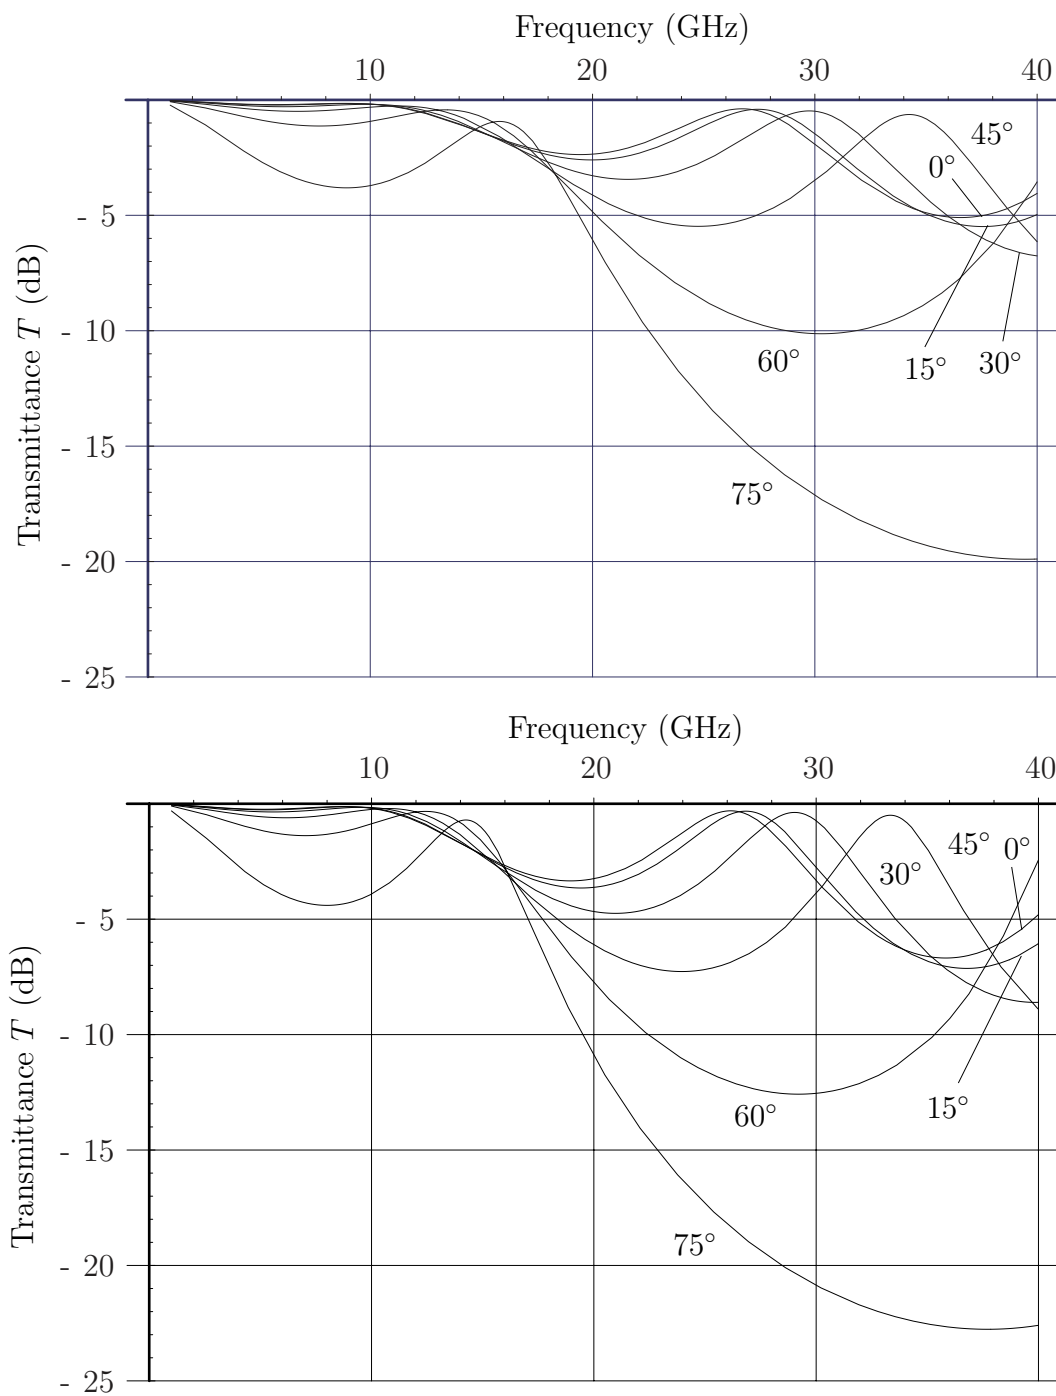 Frequency (GHz)
10 20 30 40
45°
0°
- 5
- 10
60° 15° 30°
- 15
75°
- 20
- 25
Transmittance T (dB)
Frequency (GHz)
10 20 30 40
45° 0°
30°
- 5
- 10
60° 15°
- 15
75°
- 20
- 25
Transmittance T (dB)